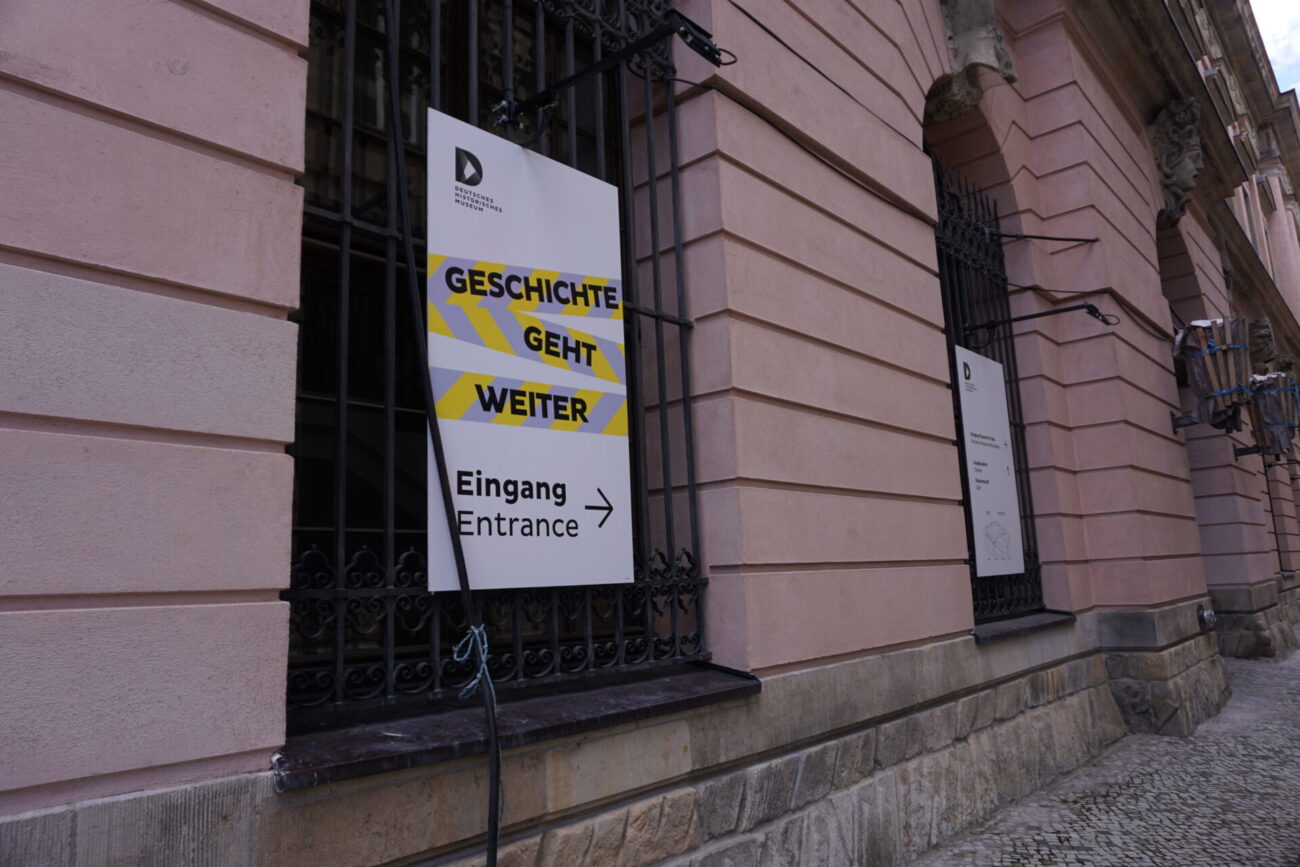 D
DEUTSCHES
HISTORISCHES
MUSEUM
GESCHICHTE
GEHT
WEITER
Eingang
Entrance
D